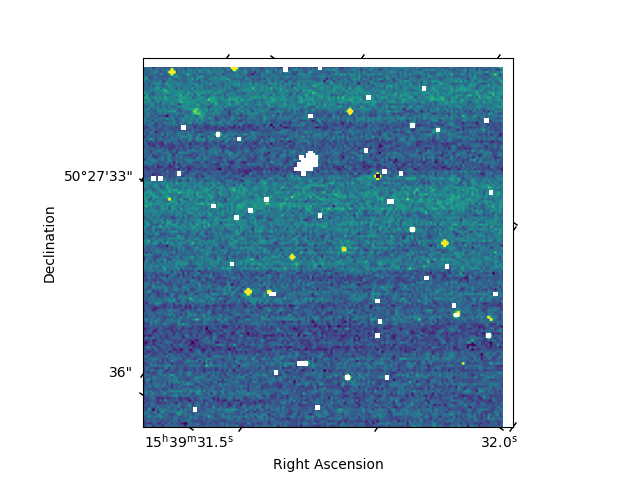 50°27'33"
Declination
36"
15ʰ39ᵐ31.5ˢ
32.0ˢ
Right Ascension